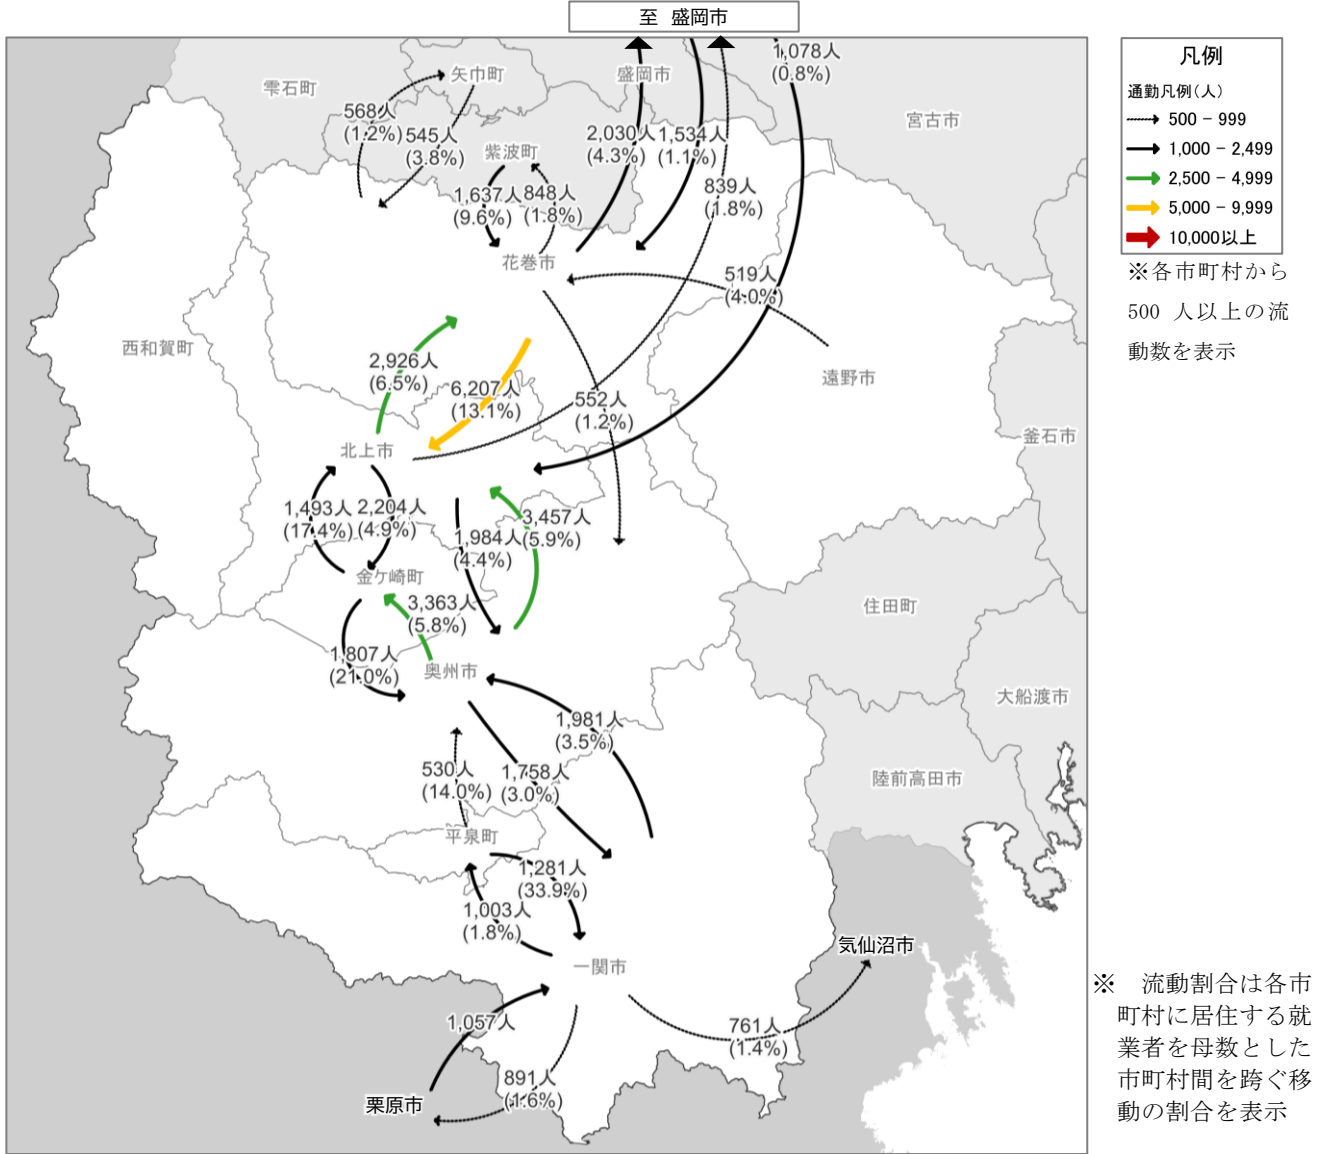 至 盛岡市
1,078人
(0.8%)
凡例
通勤凡例(人)
500 - 999
1,000 - 2,499
2,500 - 4,999
5,000 - 9,999
10,000以上
※各市町村から
500 人以上の流
動数を表示
雫石町
矢巾町
盛岡市
宮古市
568人
(1.2%)
545人
(3.8%)
紫波町
2,030人
(4.3%)
1,534人
(1.1%)
1,637人
(9.6%)
848人
(1.8%)
839人
(1.8%)
花巻市
519人
(4.0%)
西和賀町
2,926人
(6.5%)
6,207人
(13.1%)
552人
(1.2%)
遠野市
釜石市
北上市
1,493人
(17.4%)
2,204人
(4.9%)
1,984人
(4.4%)
3,457人
(5.9%)
金ケ崎町
3,363人
(5.8%)
住田町
1,807人
(21.0%)
奥州市
大船渡市
1,981人
(3.5%)
530人
(14.0%)
1,758人
(3.0%)
陸前高田市
平泉町
1,281人
(33.9%)
1,003人
(1.8%)
気仙沼市
一関市
1,057人
761人
(1.4%)
891人
(1.6%)
栗原市
※ 流動割合は各市
町村に居住する就
業者を母数とした
市町村間を跨ぐ移
動の割合を表示